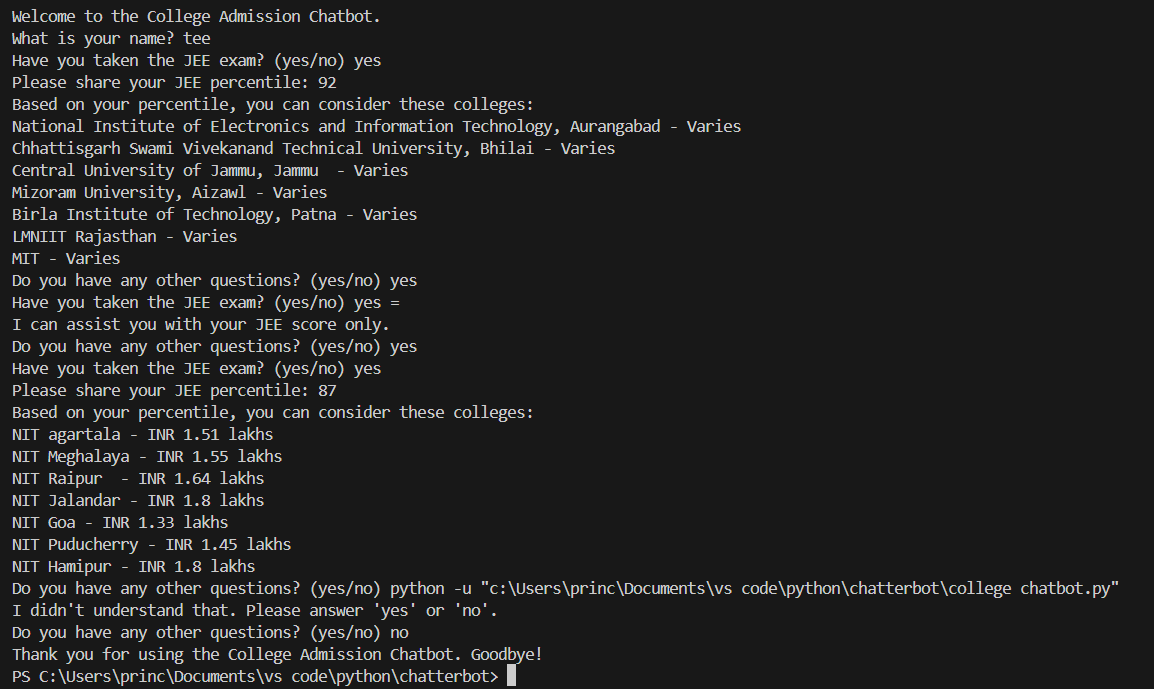 Welcome to the College Admission Chatbot.
What is your name? tee
Have you taken the JEE exam? (yes/no) yes
Please share your JEE percentile: 92
Based on your percentile, you can consider these colleges:
National Institute of Electronics and Information Technology, Aurangabad - Varies
Chhattisgarh Swami Vivekanand Technical University, Bhilai - Varies
Central University of Jammu, Jammu  - Varies
Mizoram University, Aizawl - Varies
Birla Institute of Technology, Patna - Varies
LMNIIT Rajasthan - Varies
MIT - Varies
Do you have any other questions? (yes/no) yes
Have you taken the JEE exam? (yes/no) yes =
I can assist you with your JEE score only.
Do you have any other questions? (yes/no) yes
Have you taken the JEE exam? (yes/no) yes
Please share your JEE percentile: 87
Based on your percentile, you can consider these colleges:
NIT agartala - INR 1.51 lakhs
NIT Meghalaya - INR 1.55 lakhs
NIT Raipur  - INR 1.64 lakhs
NIT Jalandar - INR 1.8 lakhs
NIT Goa - INR 1.33 lakhs
NIT Puducherry - INR 1.45 lakhs
NIT Hamipur - INR 1.8 lakhs
Do you have any other questions? (yes/no) python -u "c:\Users\princ\Documents\vs code\python\chatterbot\college chatbot.py"
I didn't understand that. Please answer 'yes' or 'no'.
Do you have any other questions? (yes/no) no
Thank you for using the College Admission Chatbot. Goodbye!
PS C:\Users\princ\Documents\vs code\python\chatterbot>